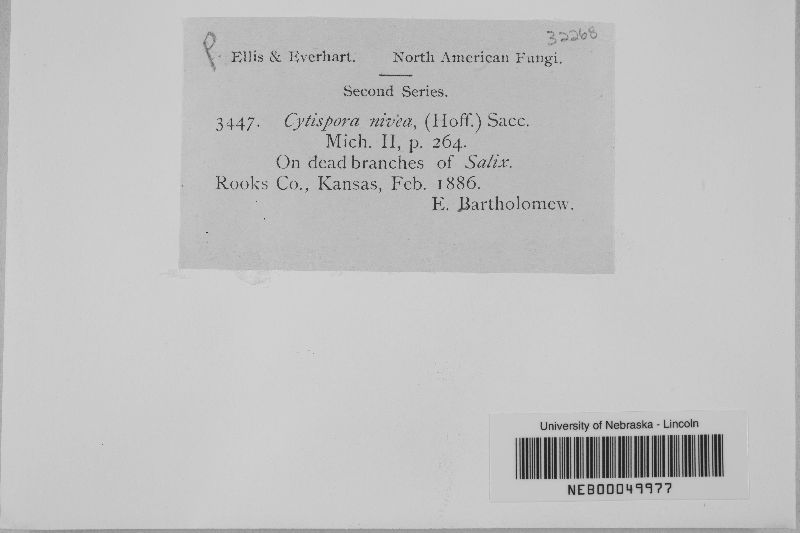 P. 32268
Ellis & Everhart. North American Fungi.
Second Series.
3447. Cytispora nivea, (Hoff.) Sacc.
Mich. II, p. 264.
On dead branches of Salix.
Rooks Co., Kansas, Feb. 1886.
E. Bartholomew.
University of Nebraska - Lincoln
NEB00049977